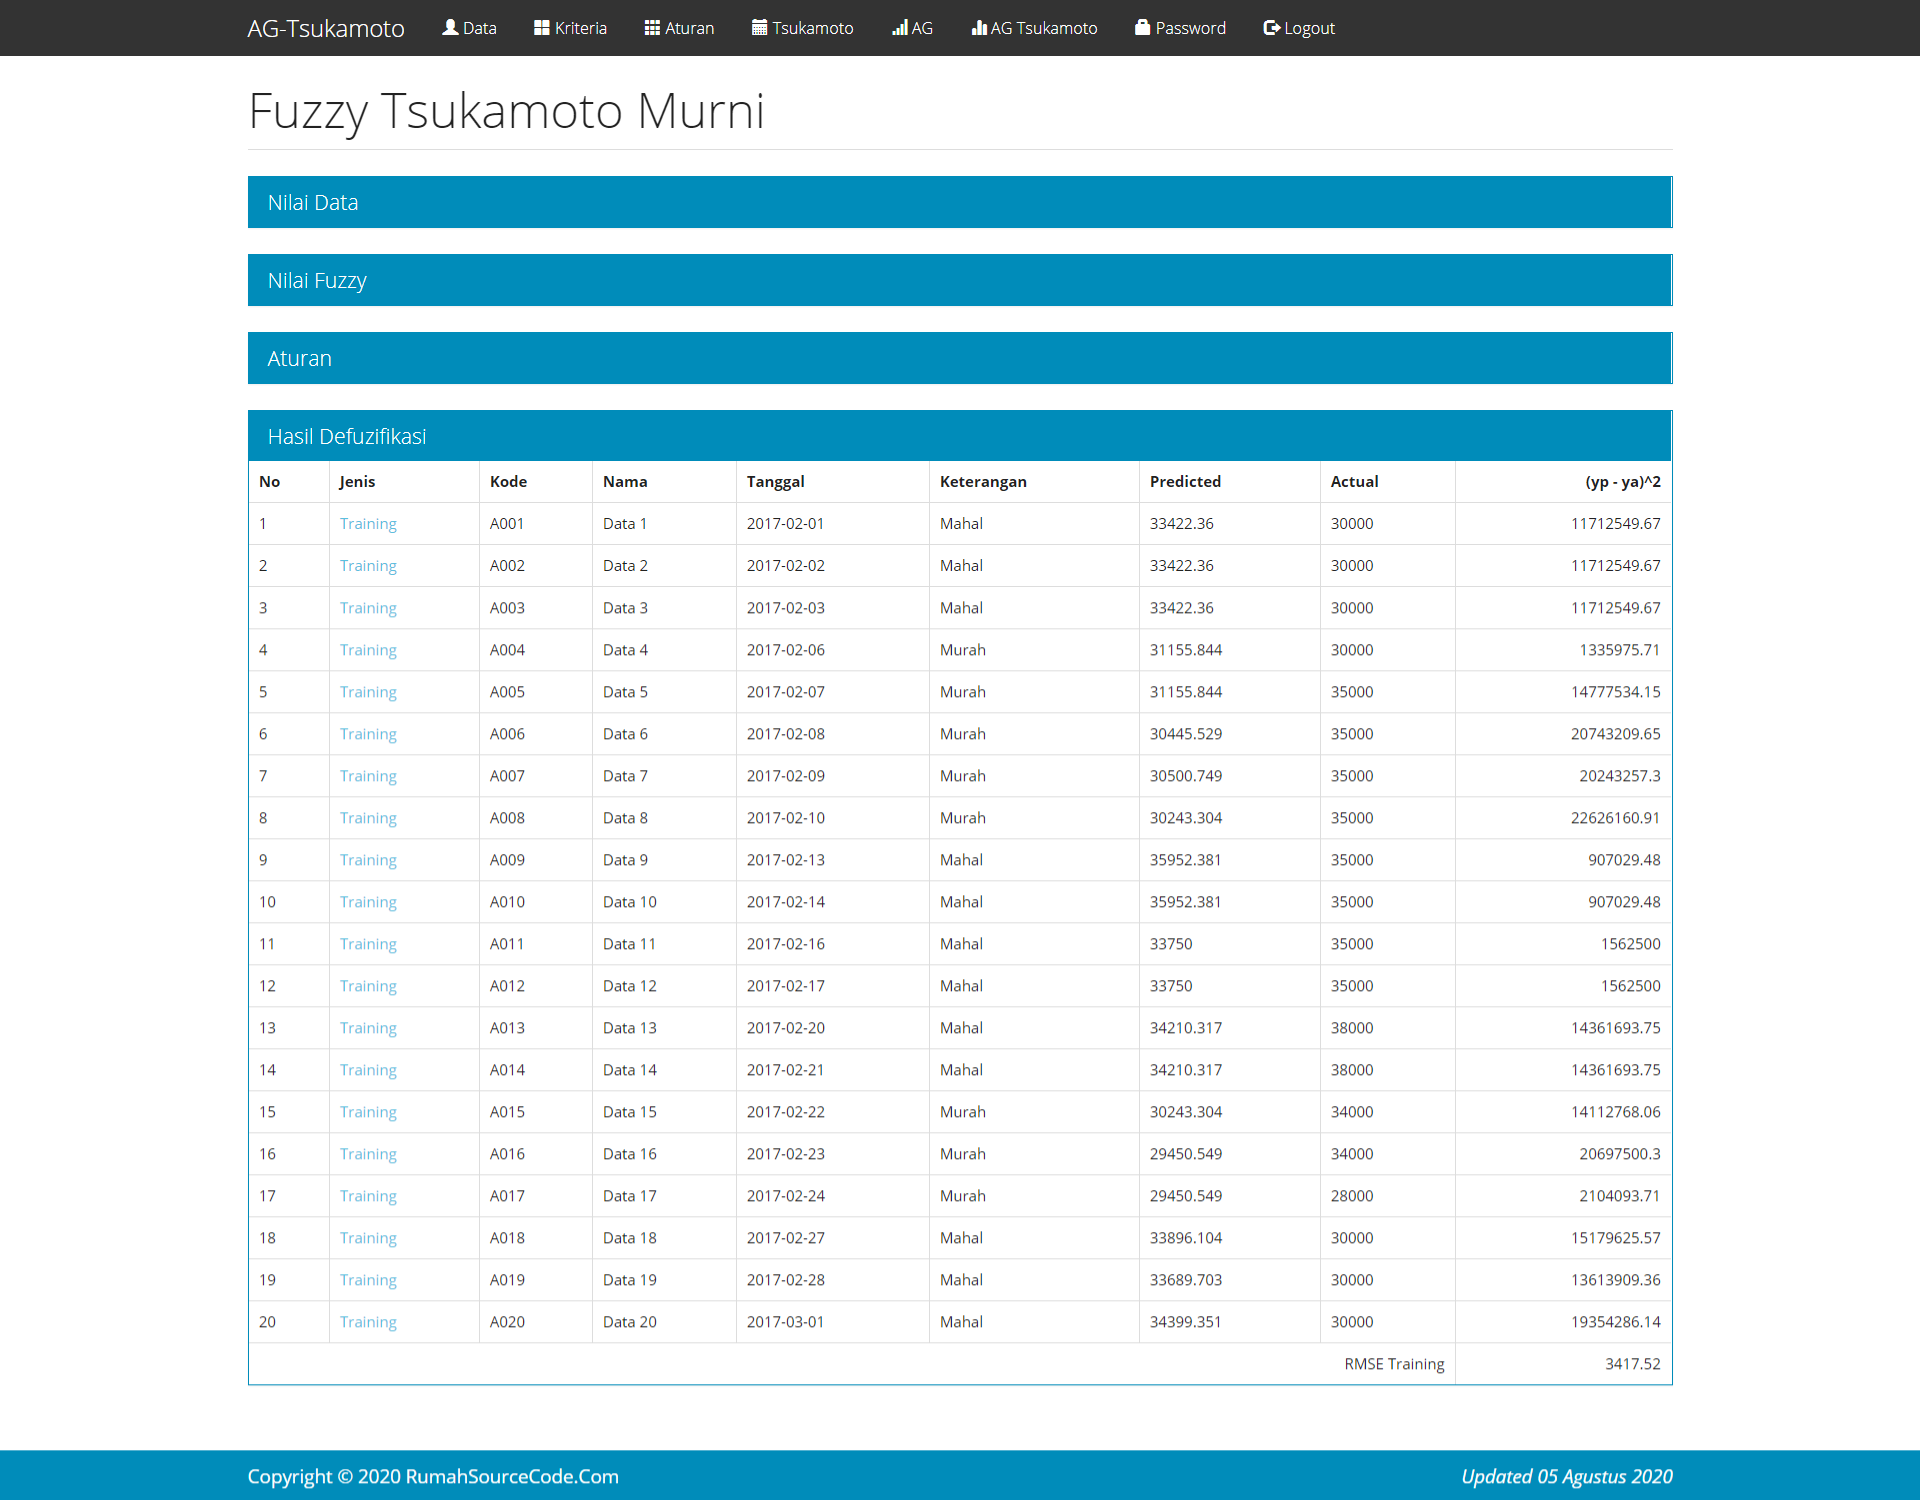 AG-Tsukamoto Data Kriteria Aturan Tsukamoto AG AG Tsukamoto Password Logout
Fuzzy Tsukamoto Murni
Nilai Data
Nilai Fuzzy
Aturan
Hasil Defuzifikasi
No Jenis Kode Nama Tanggal Keterangan Predicted Actual (yp - ya)^2
1 Training A001 Data 1 2017-02-01 Mahal 33422.36 30000 11712549.67
2 Training A002 Data 2 2017-02-02 Mahal 33422.36 30000 11712549.67
3 Training A003 Data 3 2017-02-03 Mahal 33422.36 30000 11712549.67
4 Training A004 Data 4 2017-02-06 Murah 31155.844 30000 1335975.71
5 Training A005 Data 5 2017-02-07 Murah 31155.844 35000 14777534.15
6 Training A006 Data 6 2017-02-08 Murah 30445.529 35000 20743209.65
7 Training A007 Data 7 2017-02-09 Murah 30500.749 35000 20243257.3
8 Training A008 Data 8 2017-02-10 Murah 30243.304 35000 22626160.91
9 Training A009 Data 9 2017-02-13 Mahal 35952.381 35000 907029.48
10 Training A010 Data 10 2017-02-14 Mahal 35952.381 35000 907029.48
11 Training A011 Data 11 2017-02-16 Mahal 33750 35000 1562500
12 Training A012 Data 12 2017-02-17 Mahal 33750 35000 1562500
13 Training A013 Data 13 2017-02-20 Mahal 34210.317 38000 14361693.75
14 Training A014 Data 14 2017-02-21 Mahal 34210.317 38000 14361693.75
15 Training A015 Data 15 2017-02-22 Murah 30243.304 34000 14112768.06
16 Training A016 Data 16 2017-02-23 Murah 29450.549 34000 20697500.3
17 Training A017 Data 17 2017-02-24 Murah 29450.549 28000 2104093.71
18 Training A018 Data 18 2017-02-27 Mahal 33896.104 30000 15179625.57
19 Training A019 Data 19 2017-02-28 Mahal 33689.703 30000 13613909.36
20 Training A020 Data 20 2017-03-01 Mahal 34399.351 30000 19354286.14
RMSE Training 3417.52
Copyright © 2020 RumahSourceCode.Com Updated 05 Agustus 2020